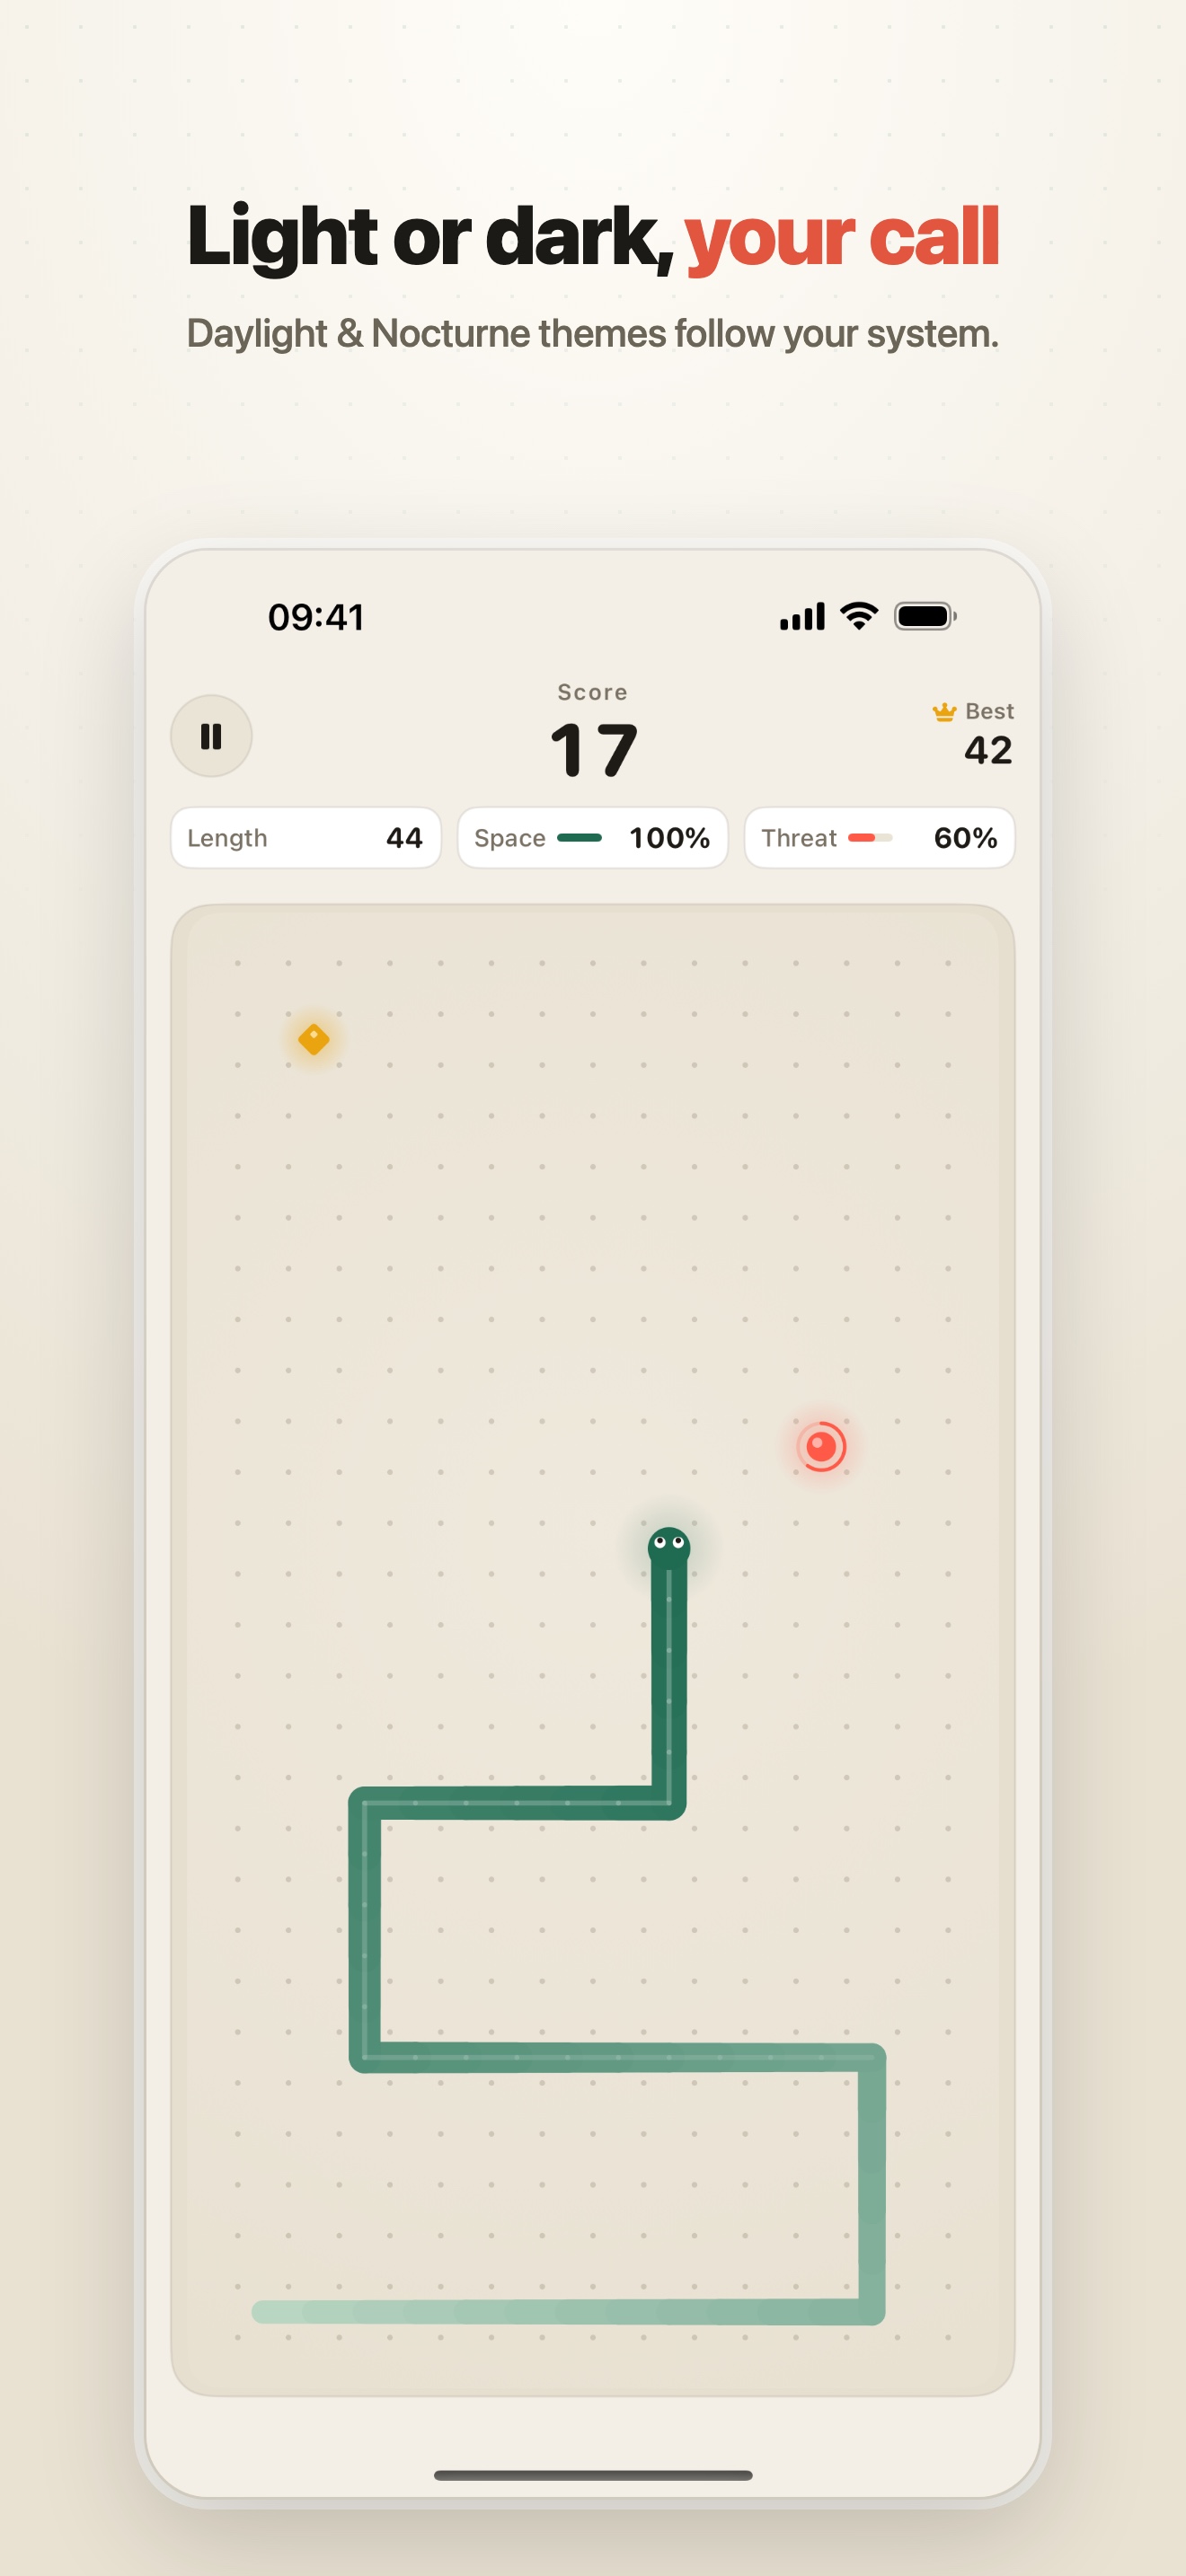 Light or dark, your call
Daylight & Nocturne themes follow your system.
09:41
Score
17
Best
42
Length 44
Space 100%
Threat 60%